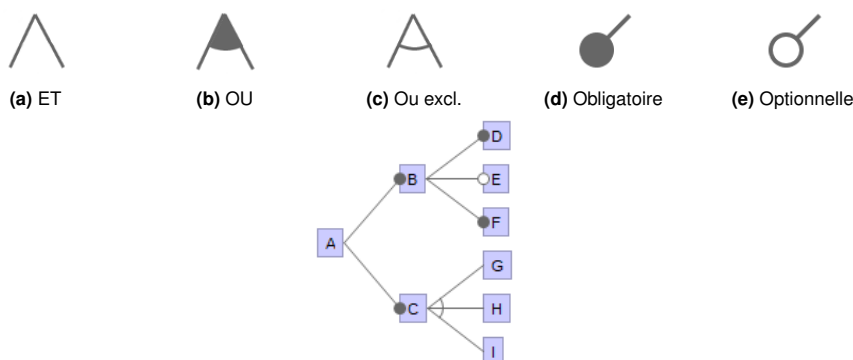 (a) ET (b) OU (c) Ou excl. (d) Obligatoire (e) Optionnelle
D
B E
F
A
G
C H
I